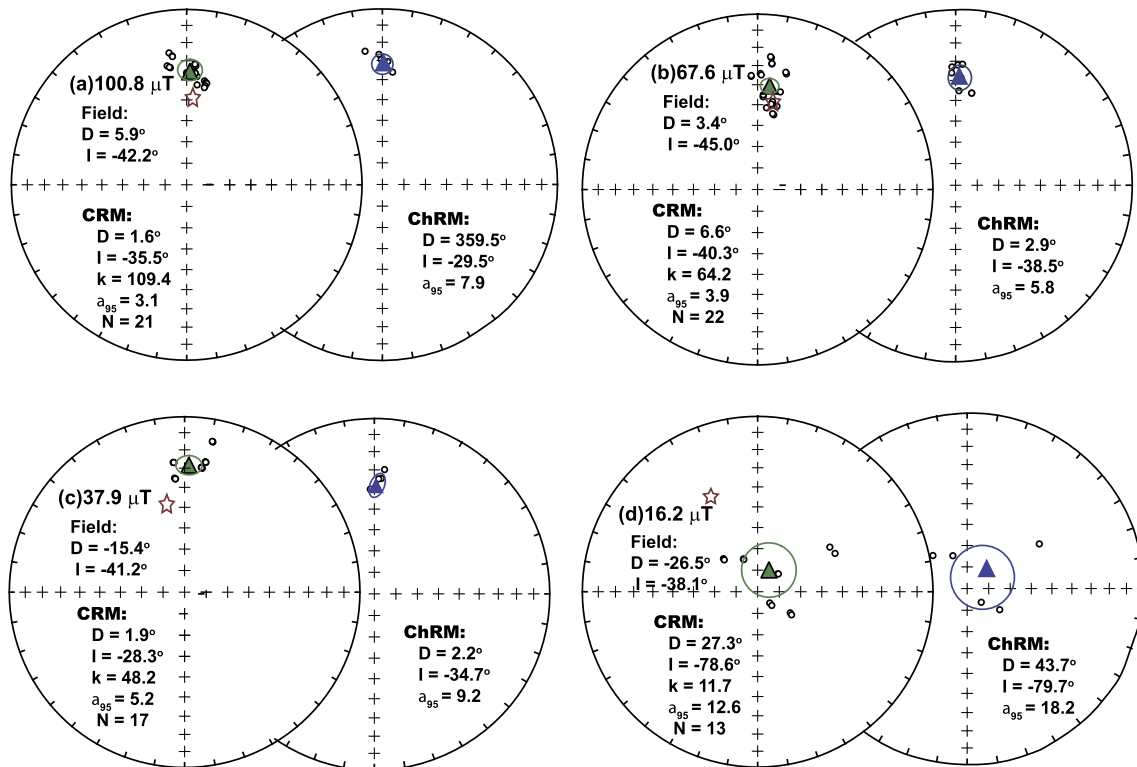 (a)100.8 μT
Field:
D = 5.9°
I = -42.2°
CRM:
D = 1.6°
I = -35.5°
k = 109.4
a95 = 3.1
N = 21
ChRM:
D = 359.5°
I = -29.5°
a95 = 7.9
(b)67.6 μT
Field:
D = 3.4°
I = -45.0°
CRM:
D = 6.6°
I = -40.3°
k = 64.2
a95 = 3.9
N = 22
ChRM:
D = 2.9°
I = -38.5°
a95 = 5.8
(c)37.9 μT
Field:
D = -15.4°
I = -41.2°
CRM:
D = 1.9°
I = -28.3°
k = 48.2
a95 = 5.2
N = 17
ChRM:
D = 2.2°
I = -34.7°
a95 = 9.2
(d)16.2 μT
Field:
D = -26.5°
I = -38.1°
CRM:
D = 27.3°
I = -78.6°
k = 11.7
a95 = 12.6
N = 13
ChRM:
D = 43.7°
I = -79.7°
a95 = 18.2